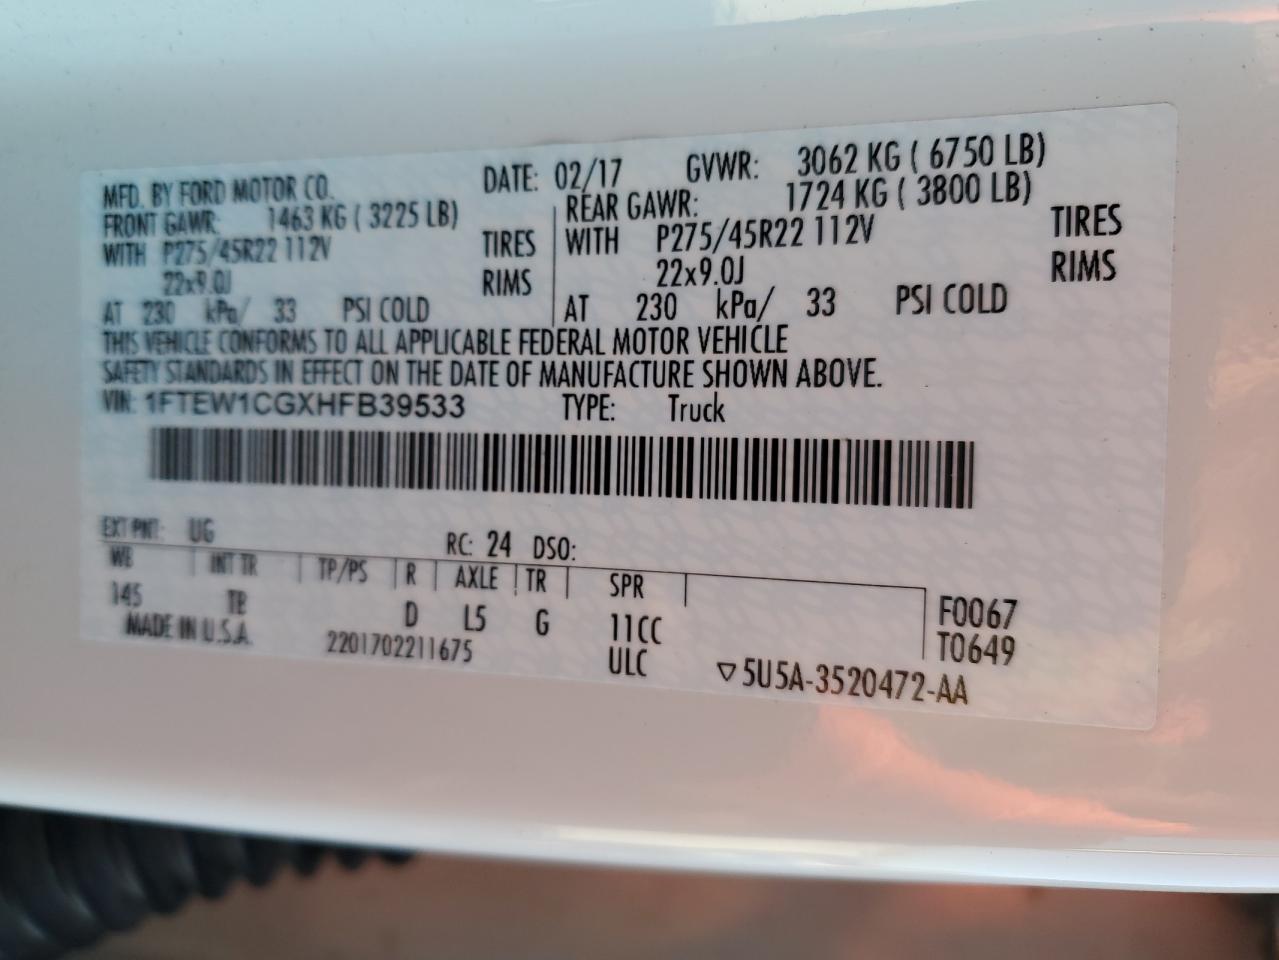 MFD. BY FORD MOTOR CO. DATE: 02/17 GVWR: 3062 KG ( 6750 LB)
FRONT GAWR: 1463 KG ( 3225 LB) REAR GAWR: 1724 KG ( 3800 LB)
WITH P275/45R22 112V TIRES WITH P275/45R22 112V TIRES
22x9.0J RIMS 22x9.0J RIMS
AT 230 kPa/ 33 PSI COLD AT 230 kPa/ 33 PSI COLD
THIS VEHICLE CONFORMS TO ALL APPLICABLE FEDERAL MOTOR VEHICLE
SAFETY STANDARDS IN EFFECT ON THE DATE OF MANUFACTURE SHOWN ABOVE.
VIN: 1FTEW1CGXHFB39533 TYPE: Truck
EXT PNT: UG RC: 24 DSO:
WB INT TR TP/PS R AXLE TR SPR
145 TB D L5 G 11CC F0067
MADE IN U.S.A. 2201702211675 ULC T0649
▽5U5A-3520472-AA